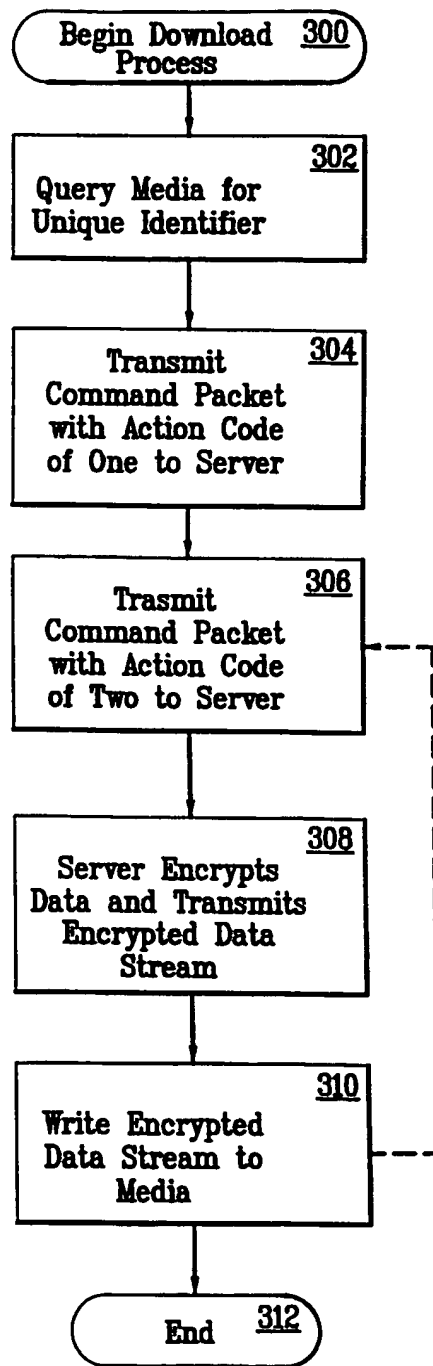 Begin Download 300
Process
302
Query Media for
Unique Identifier
304
Transmit
Command Packet
with Action Code
of One to Server
306
Trasmit
Command Packet
with Action Code
of Two to Server
308
Server Encrypts
Data and Transmits
Encrypted Data
Stream
310
Write Encrypted
Data Stream to
Media
End 312